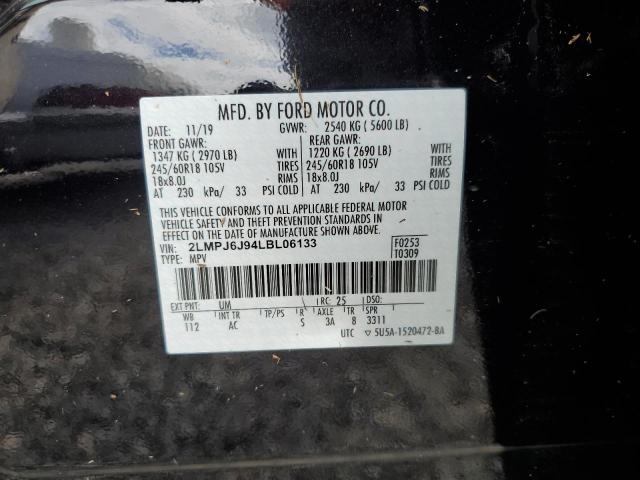 MFD. BY FORD MOTOR CO.
DATE: 11/19 GVWR: 2540 KG ( 5600 LB)
FRONT GAWR: REAR GAWR:
1347 KG ( 2970 LB) WITH 1220 KG ( 2690 LB) WITH
245/60R18 105V TIRES 245/60R18 105V TIRES
18x8.0J RIMS 18x8.0J RIMS
AT 230 kPa/ 33 PSI COLD AT 230 kPa/ 33 PSI COLD
THIS VEHICLE CONFORMS TO ALL APPLICABLE FEDERAL MOTOR
VEHICLE SAFETY AND THEFT PREVENTION STANDARDS IN
EFFECT ON THE DATE OF MANUFACTURE SHOWN ABOVE.
VIN: 2LMPJ6J94LBL06133 F0253
TYPE: MPV T0309
EXT PNT: UM RC: 25 DSO:
WB INT TR TP/PS R AXLE TR SPR
112 AC S 3A 8 3311
UTC ▽ 5U5A-1520472-BA